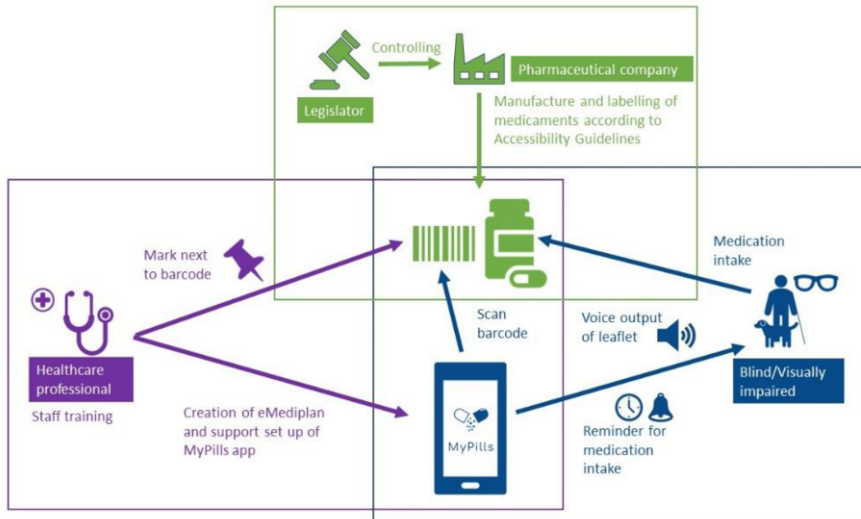 Controlling
Legislator
Pharmaceutical company
Manufacture and labelling of
medicaments according to
Accessibility Guidelines
Mark next
to barcode
Medication
intake
Scan
barcode
Voice output
of leaflet
Healthcare
professional
Staff training
Blind/Visually
impaired
Creation of eMediplan
and support set up of
MyPills app
MyPills
Reminder for
medication
intake